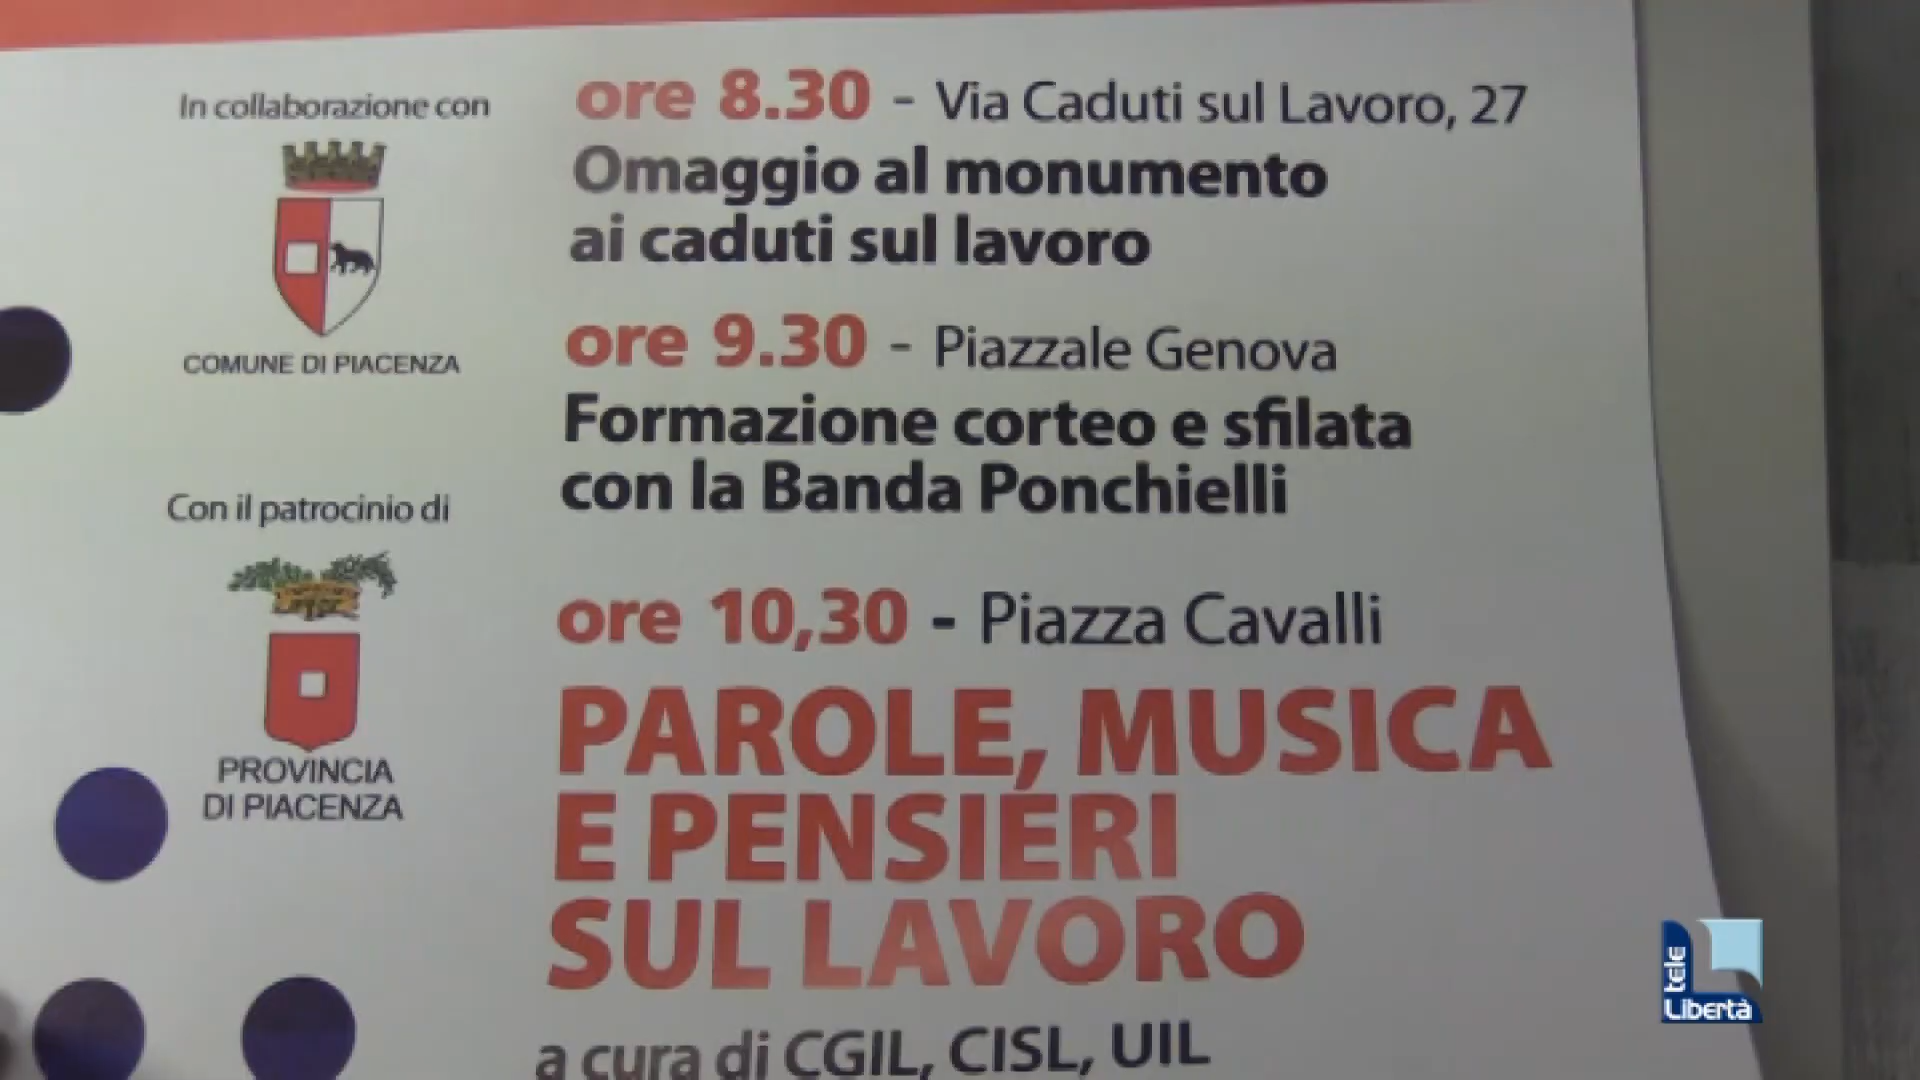 In collaborazione con
COMUNE DI PIACENZA
Con il patrocinio di
PROVINCIA
DI PIACENZA
ore 8.30 - Via Caduti sul Lavoro, 27
Omaggio al monumento
ai caduti sul lavoro
ore 9.30 - Piazzale Genova
Formazione corteo e sfilata
con la Banda Ponchielli
ore 10,30 - Piazza Cavalli
PAROLE, MUSICA
E PENSIERI
SUL LAVORO
a cura di CGIL, CISL, UIL
tele
Libertà